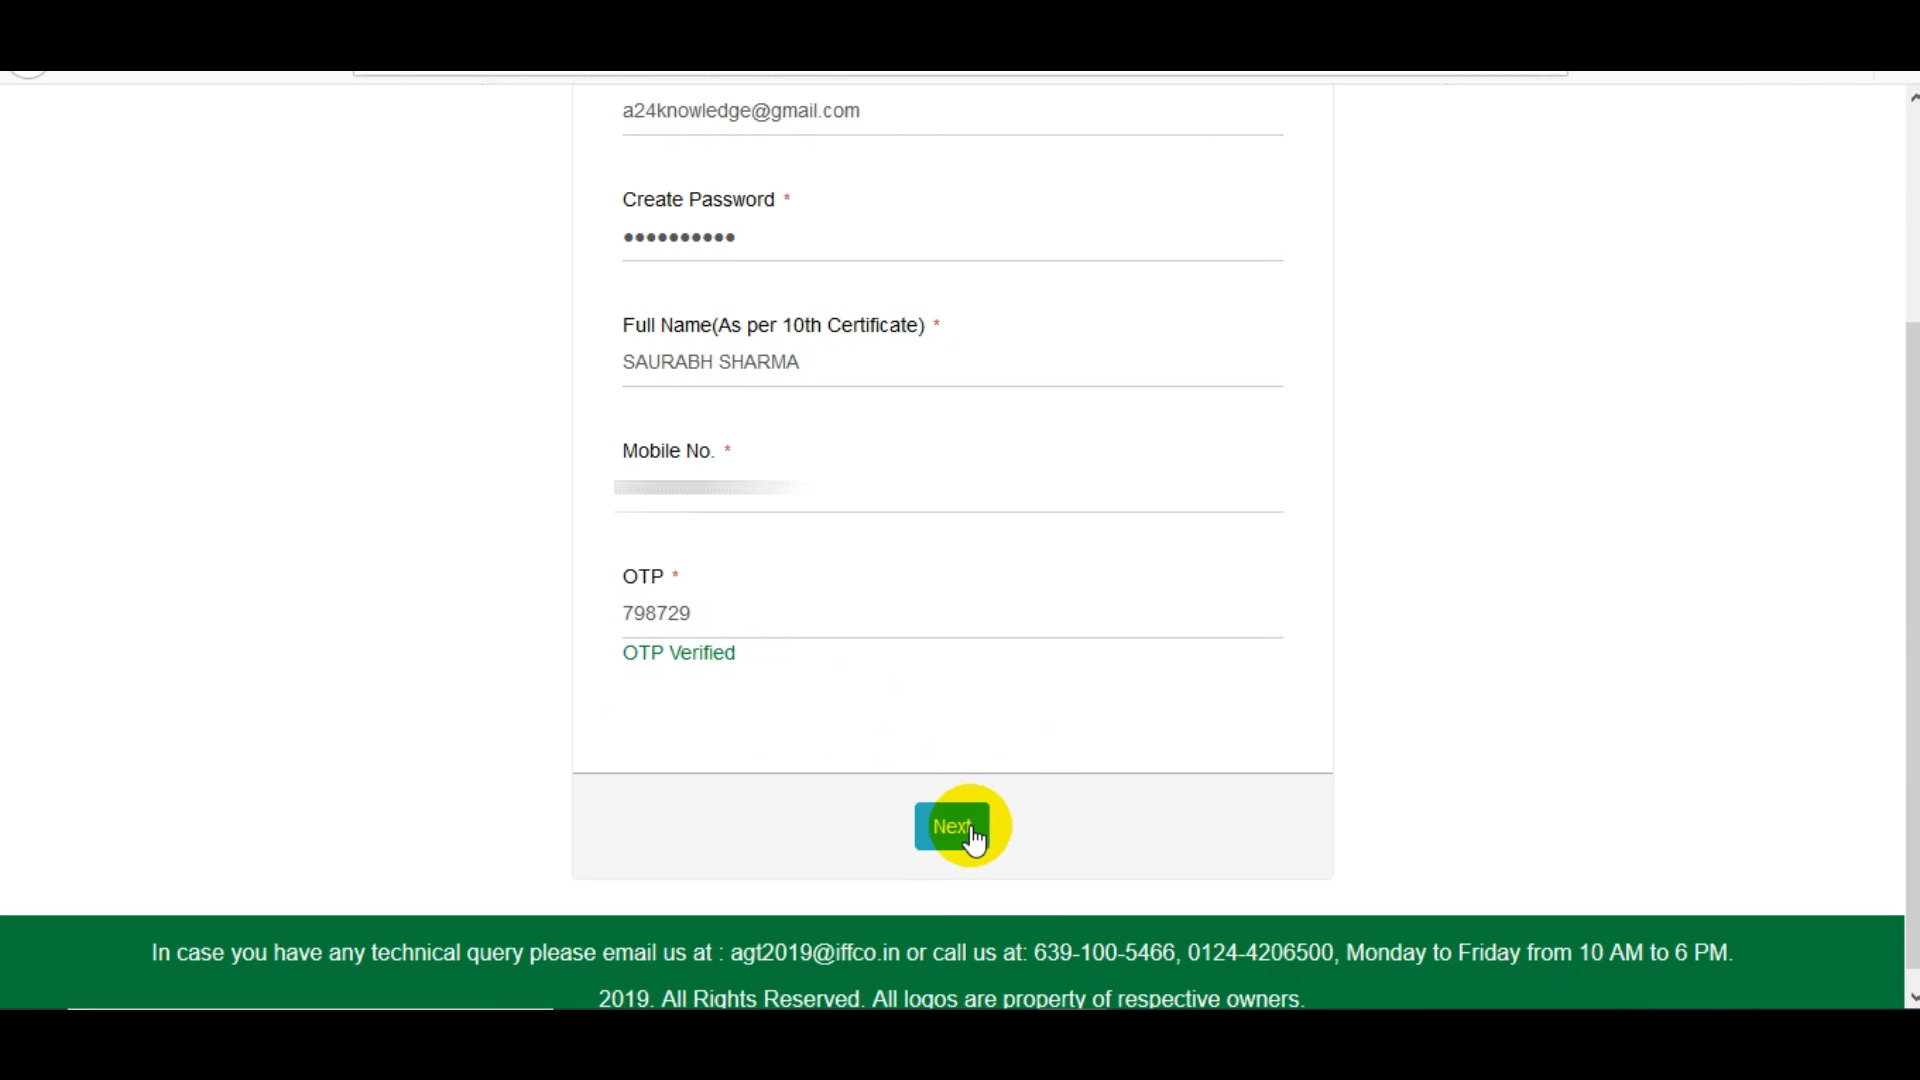 a24knowledge@gmail.com
Create Password *
••••••••••
Full Name(As per 10th Certificate) *
SAURABH SHARMA
Mobile No. *
OTP *
798729
OTP Verified
Next
In case you have any technical query please email us at : agt2019@iffco.in or call us at: 639-100-5466, 0124-4206500, Monday to Friday from 10 AM to 6 PM.
2019. All Rights Reserved. All logos are property of respective owners.